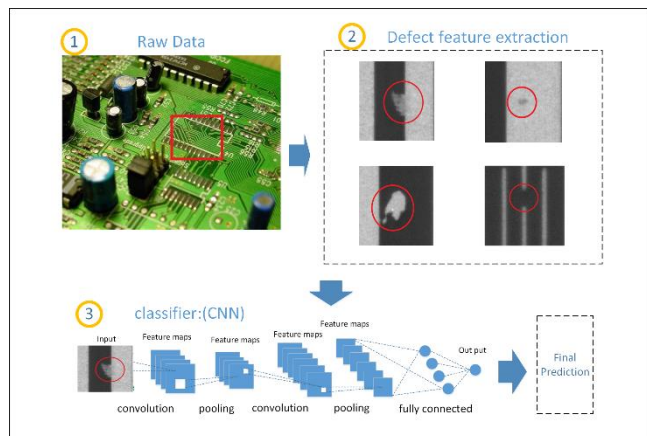 1
Raw Data
2
Defect feature extraction
3
classifier:(CNN)
Input
Feature maps
Feature maps
Feature maps
Feature maps
Out put
convolution
pooling
convolution
pooling
fully connected
Final
Prediction